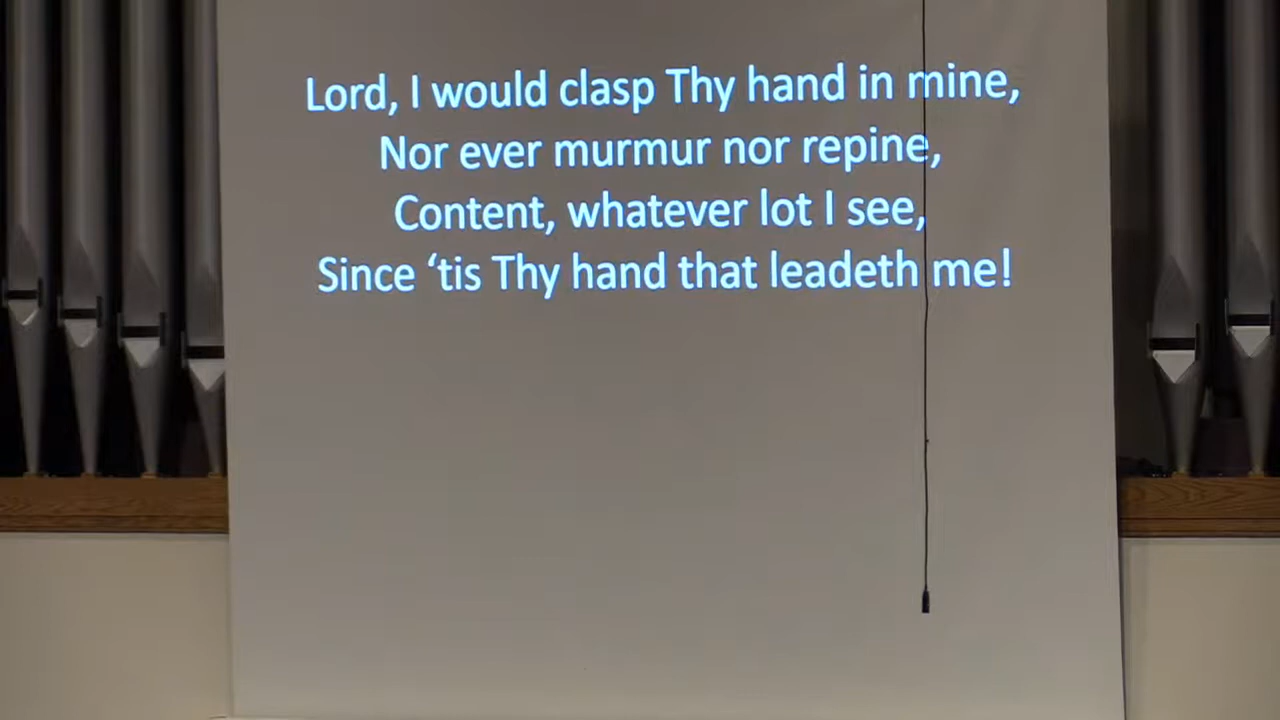 Lord, I would clasp Thy hand in mine,
Nor ever murmur nor repine,
Content, whatever lot I see,
Since ‘tis Thy hand that leadeth me!